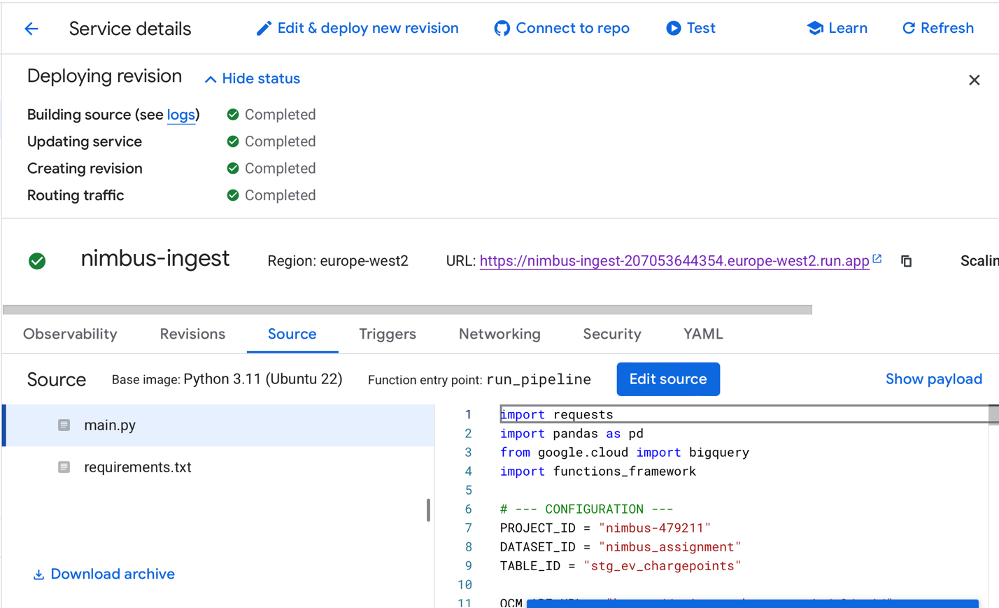 Service details
Edit & deploy new revision
Connect to repo
Test
Learn
Refresh
Deploying revision
Hide status
Building source (see logs)
Completed
Updating service
Completed
Creating revision
Completed
Routing traffic
Completed
nimbus-ingest
Region: europe-west2
URL: https://nimbus-ingest-207053644354.europe-west2.run.app
Scalin
Observability
Revisions
Source
Triggers
Networking
Security
YAML
Source
Base image: Python 3.11 (Ubuntu 22)
Function entry point: run_pipeline
Edit source
Show payload
main.py
requirements.txt
Download archive
1 import requests
2 import pandas as pd
3 from google.cloud import bigquery
4 import functions_framework
5
6 # --- CONFIGURATION ---
7 PROJECT_ID = "nimbus-479211"
8 DATASET_ID = "nimbus_assignment"
9 TABLE_ID = "stg_ev_chargepoints"
10
11 OCM